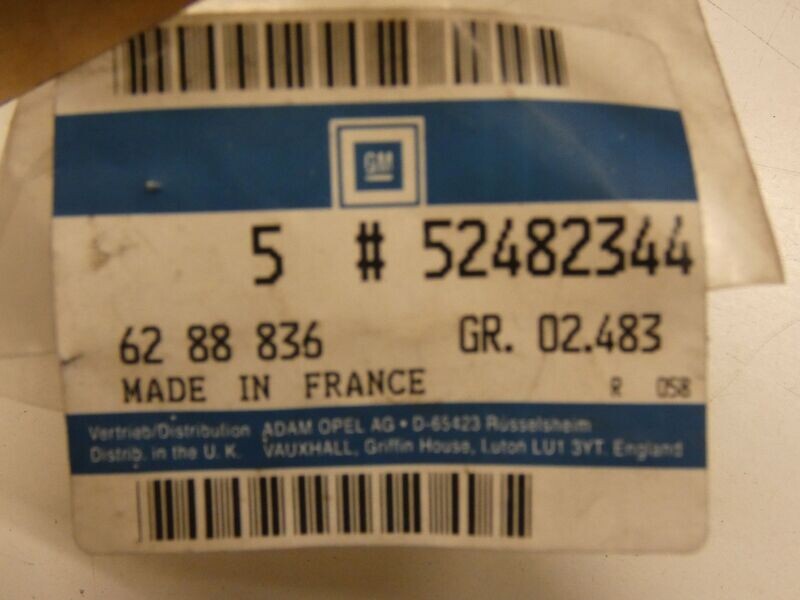 GM
5 # 52482344
62 88 836 GR. 02.483
MADE IN FRANCE R 058
Vertrieb/Distribution ADAM OPEL AG • D-65423 Rüsselsheim
Distrib. in the U. K. VAUXHALL, Griffin House, Luton LU1 3YT. England